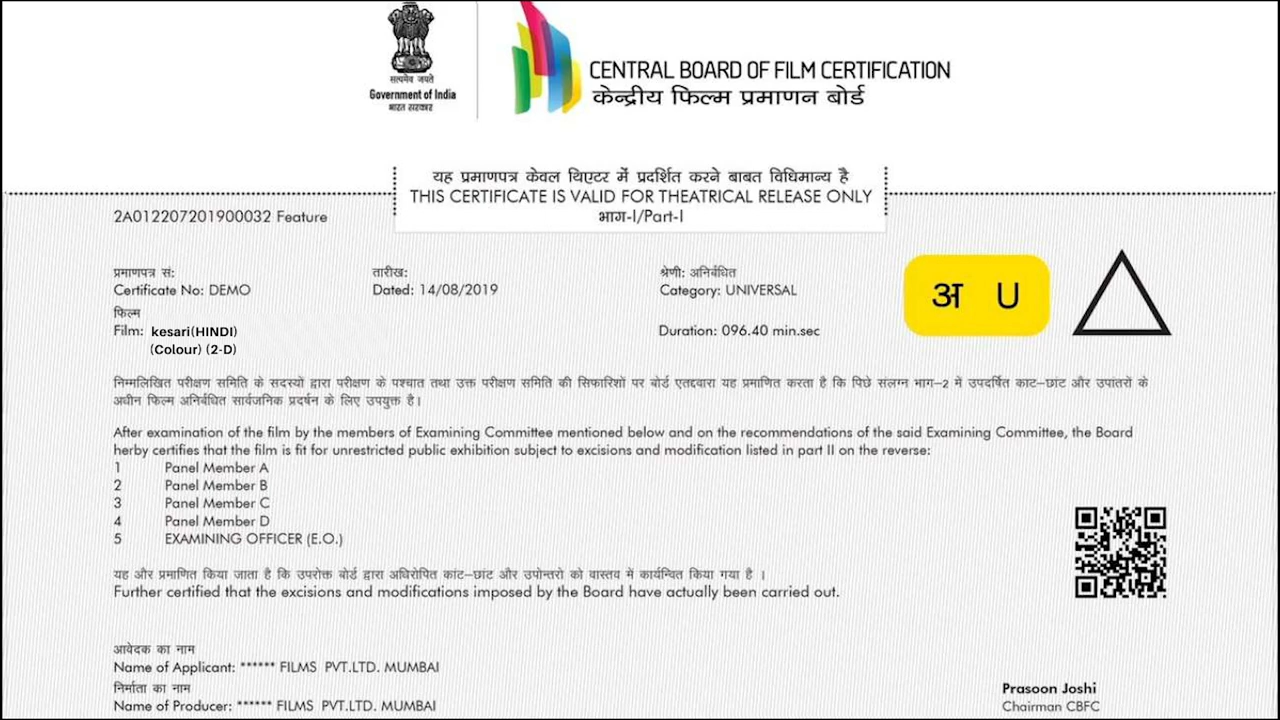 सत्यमेव जयते
Government of India
भारत सरकार
CENTRAL BOARD OF FILM CERTIFICATION
केन्द्रीय फिल्म प्रमाणन बोर्ड
यह प्रमाणपत्र केवल थिएटर में प्रदर्शित करने बाबत विधिमान्य है
THIS CERTIFICATE IS VALID FOR THEATRICAL RELEASE ONLY
भाग-I/Part-I
2A012207201900032 Feature
प्रमाणपत्र सं: तारीख: श्रेणी: अनिर्बंधित
Certificate No: DEMO Dated: 14/08/2019 Category: UNIVERSAL
अ U
फिल्म
Film: kesari(HINDI) Duration: 096.40 min.sec
(Colour) (2-D)
निम्मलिखित परीक्षण समिति के सदस्यों द्वारा परीक्षण के पश्चात तथा उक्त परीक्षण समिति की सिफारिशों पर बोर्ड एतद्दवारा यह प्रमाणित करता है कि पिछे संलग्न भाग–2 में उपदर्षित काट–छांट और उपांतरों के
अधीन फिल्म अनिर्बधित सार्वजनिक प्रदर्षन के लिए उपयुक्त है।
After examination of the film by the members of Examining Committee mentioned below and on the recommendations of the said Examining Committee, the Board
herby certifies that the film is fit for unrestricted public exhibition subject to excisions and modification listed in part II on the reverse:
1 Panel Member A
2 Panel Member B
3 Panel Member C
4 Panel Member D
5 EXAMINING OFFICER (E.O.)
यह और प्रमाणित किया जाता है कि उपरोक्त बोर्ड द्वारा अधिरोपित कांट–छांट और उपोन्तरो को वास्तव में कार्यन्वित किया गया है ।
Further certified that the excisions and modifications imposed by the Board have actually been carried out.
आवेदक का नाम
Name of Applicant: ****** FILMS PVT.LTD. MUMBAI
निर्माता का नाम
Name of Producer: ****** FILMS PVT.LTD. MUMBAI
Prasoon Joshi
Chairman CBFC